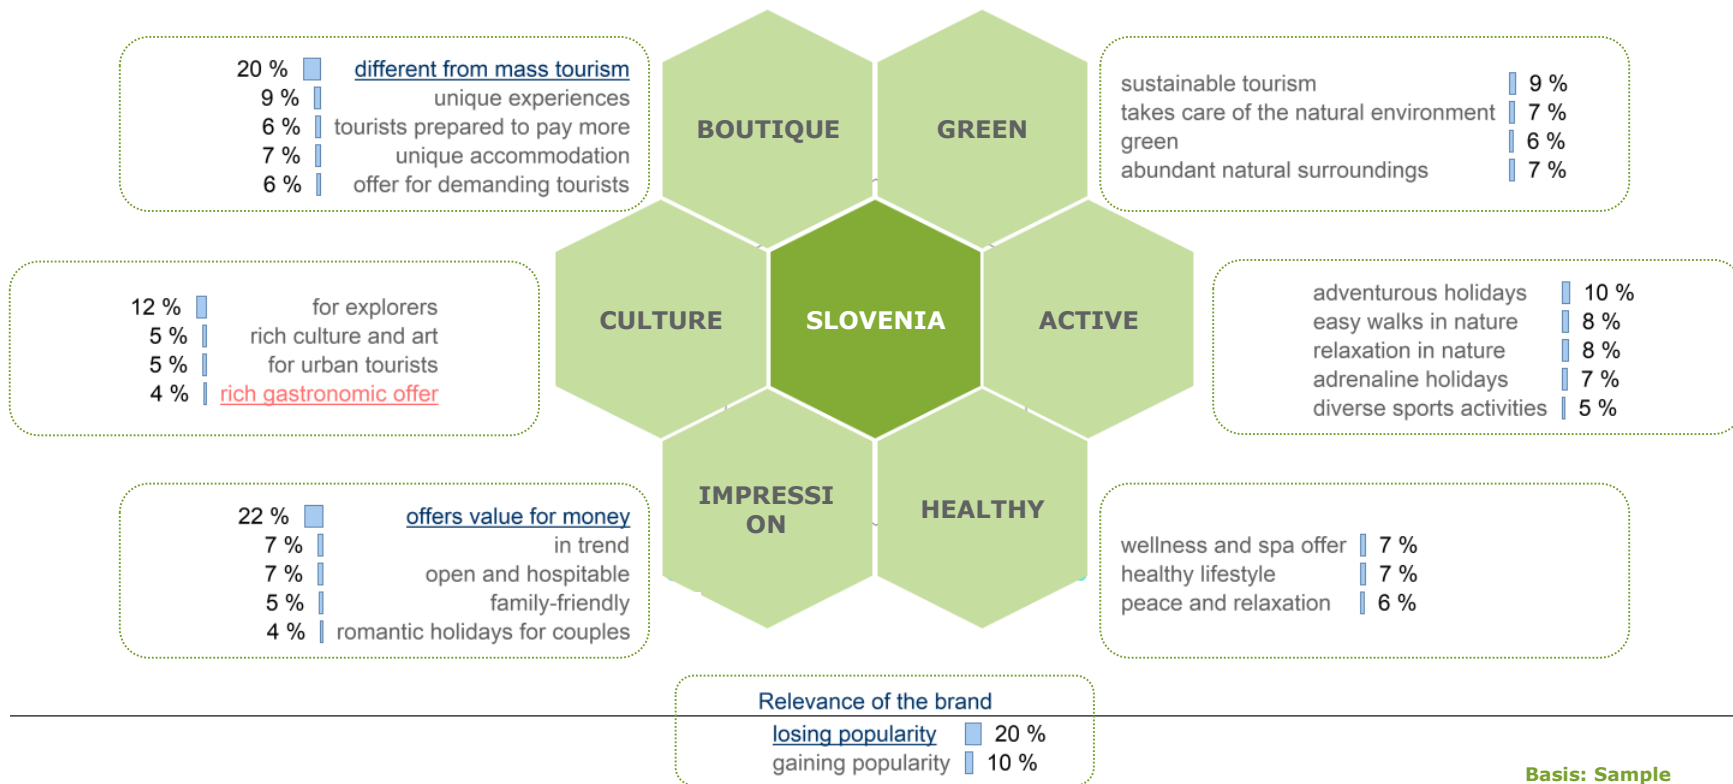 BOUTIQUE
GREEN
20 % different from mass tourism
9 % unique experiences
6 % tourists prepared to pay more
7 % unique accommodation
6 % offer for demanding tourists
sustainable tourism 9 %
takes care of the natural environment 7 %
green 6 %
abundant natural surroundings 7 %
CULTURE
SLOVENIA
ACTIVE
12 % for explorers
5 % rich culture and art
5 % for urban tourists
4 % rich gastronomic offer
adventurous holidays 10 %
easy walks in nature 8 %
relaxation in nature 8 %
adrenaline holidays 7 %
diverse sports activities 5 %
IMPRESSI
ON
HEALTHY
22 % offers value for money
7 % in trend
7 % open and hospitable
5 % family-friendly
4 % romantic holidays for couples
wellness and spa offer 7 %
healthy lifestyle 7 %
peace and relaxation 6 %
Relevance of the brand
losing popularity 20 %
gaining popularity 10 %
Basis: Sample